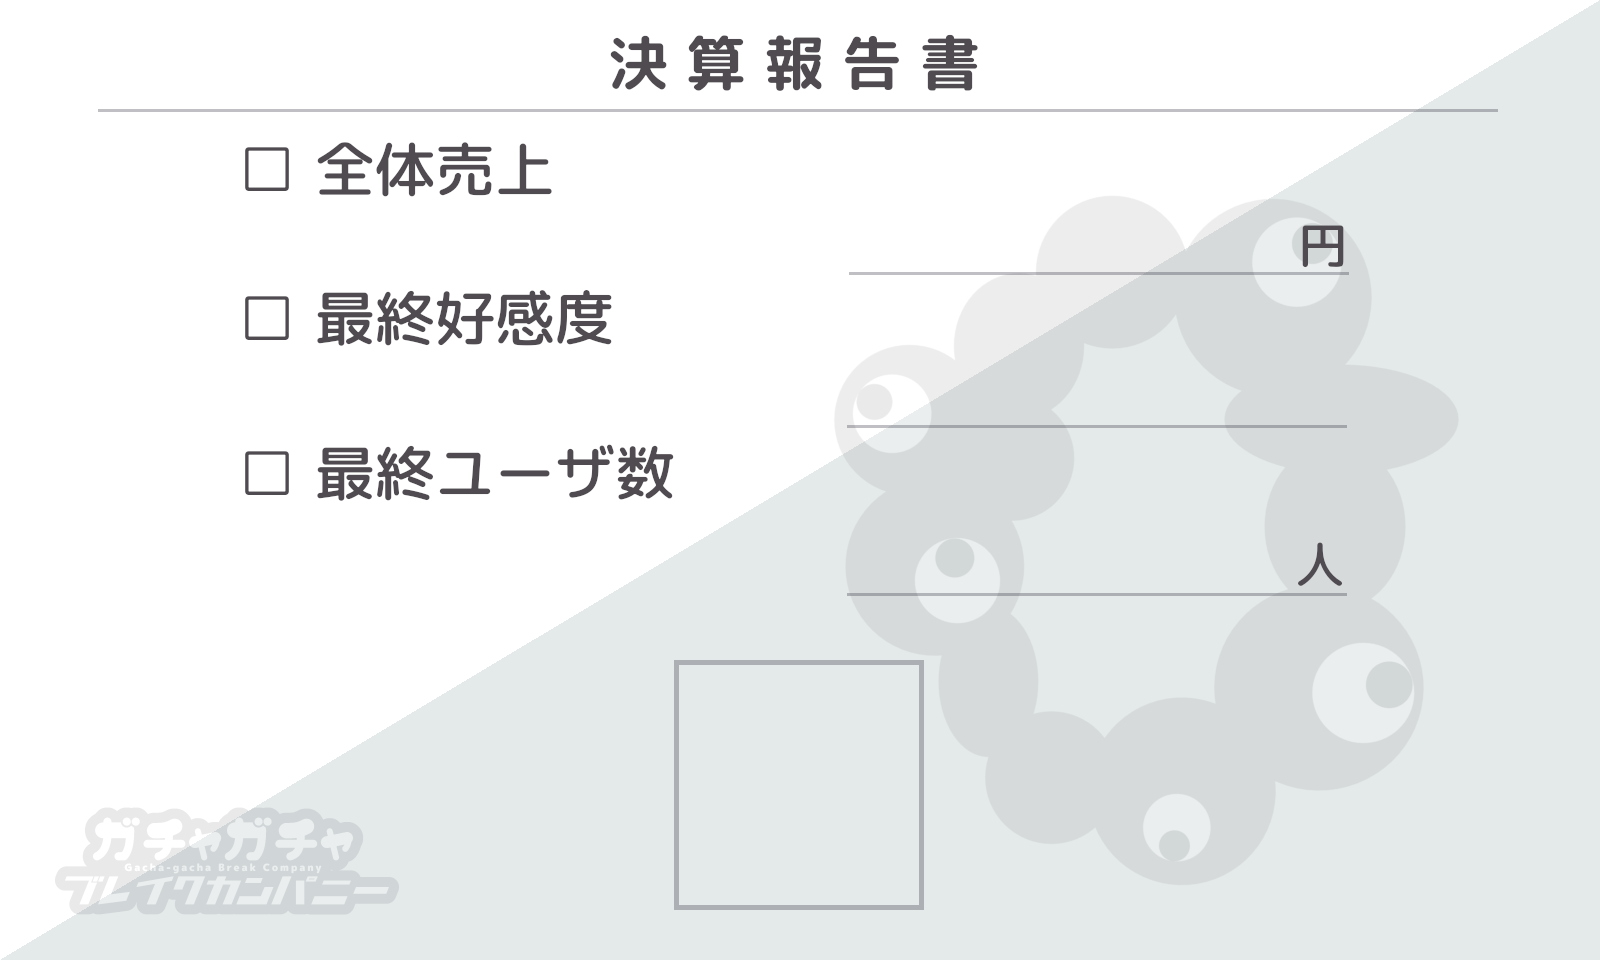 決算報告書
□ 全体売上
円
□ 最終好感度
□ 最終ユーザ数
人
ガチャガチャ
Gacha-gacha Break Company
ブレイクカンパニー